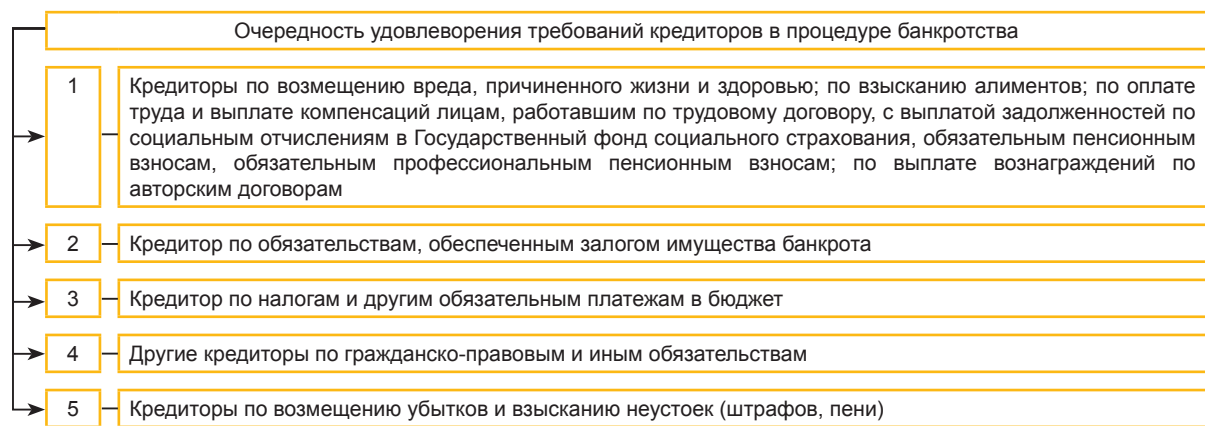 Очередность удовлеворения требований кредиторов в процедуре банкротства
1
Кредиторы по возмещению вреда, причиненного жизни и здоровью; по взысканию алиментов; по оплате
труда и выплате компенсаций лицам, работавшим по трудовому договору, с выплатой задолженностей по
социальным отчислениям в Государственный фонд социального страхования, обязательным пенсионным
взносам, обязательным профессиональным пенсионным взносам; по выплате вознаграждений по
авторским договорам
2
Кредитор по обязательствам, обеспеченным залогом имущества банкрота
3
Кредитор по налогам и другим обязательным платежам в бюджет
4
Другие кредиторы по гражданско-правовым и иным обязательствам
5
Кредиторы по возмещению убытков и взысканию неустоек (штрафов, пени)